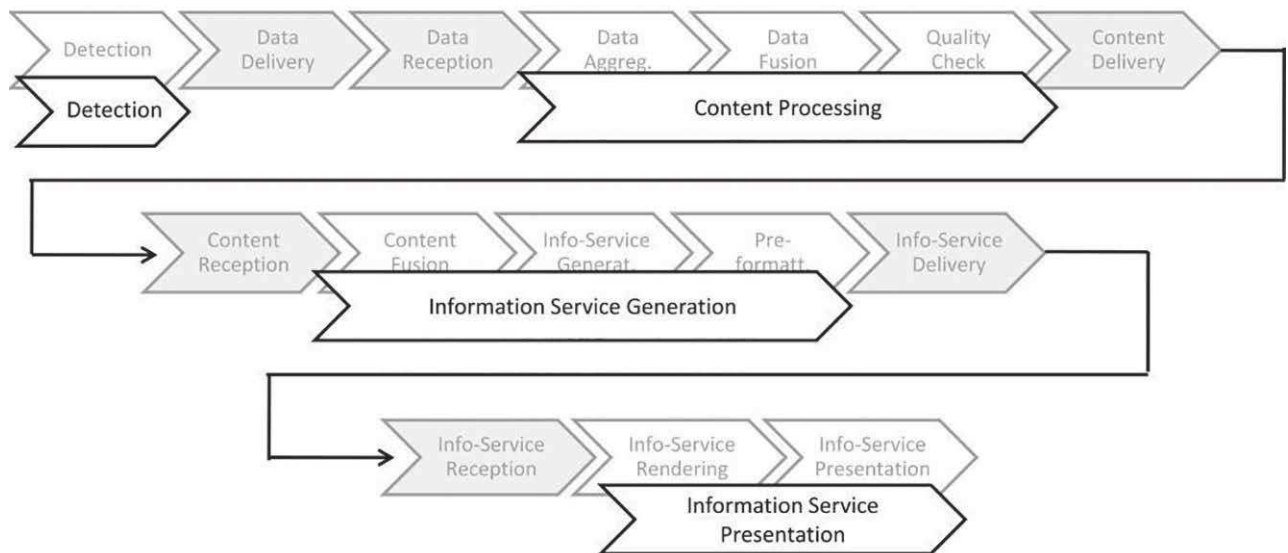 Detection
Data
Delivery
Data
Reception
Data
Aggreg.
Data
Fusion
Quality
Check
Content
Delivery
Detection
Content Processing
Content
Reception
Content
Fusion
Info-Service
Generat.
Pre-
formatt.
Info-Service
Delivery
Information Service Generation
Info-Service
Reception
Info-Service
Rendering
Info-Service
Presentation
Information Service
Presentation